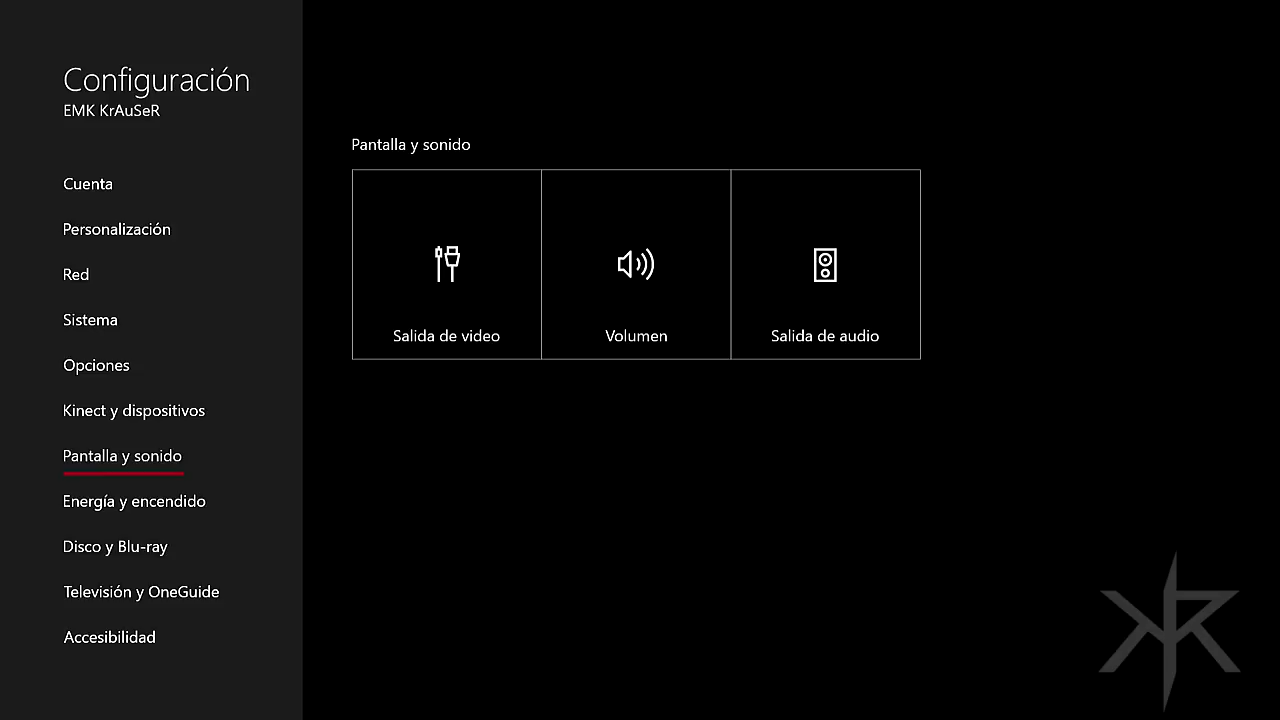 Configuración
EMK KrAuSeR
Cuenta
Personalización
Red
Sistema
Opciones
Kinect y dispositivos
Pantalla y sonido
Energía y encendido
Disco y Blu-ray
Televisión y OneGuide
Accesibilidad
Pantalla y sonido
Salida de video
Volumen
Salida de audio